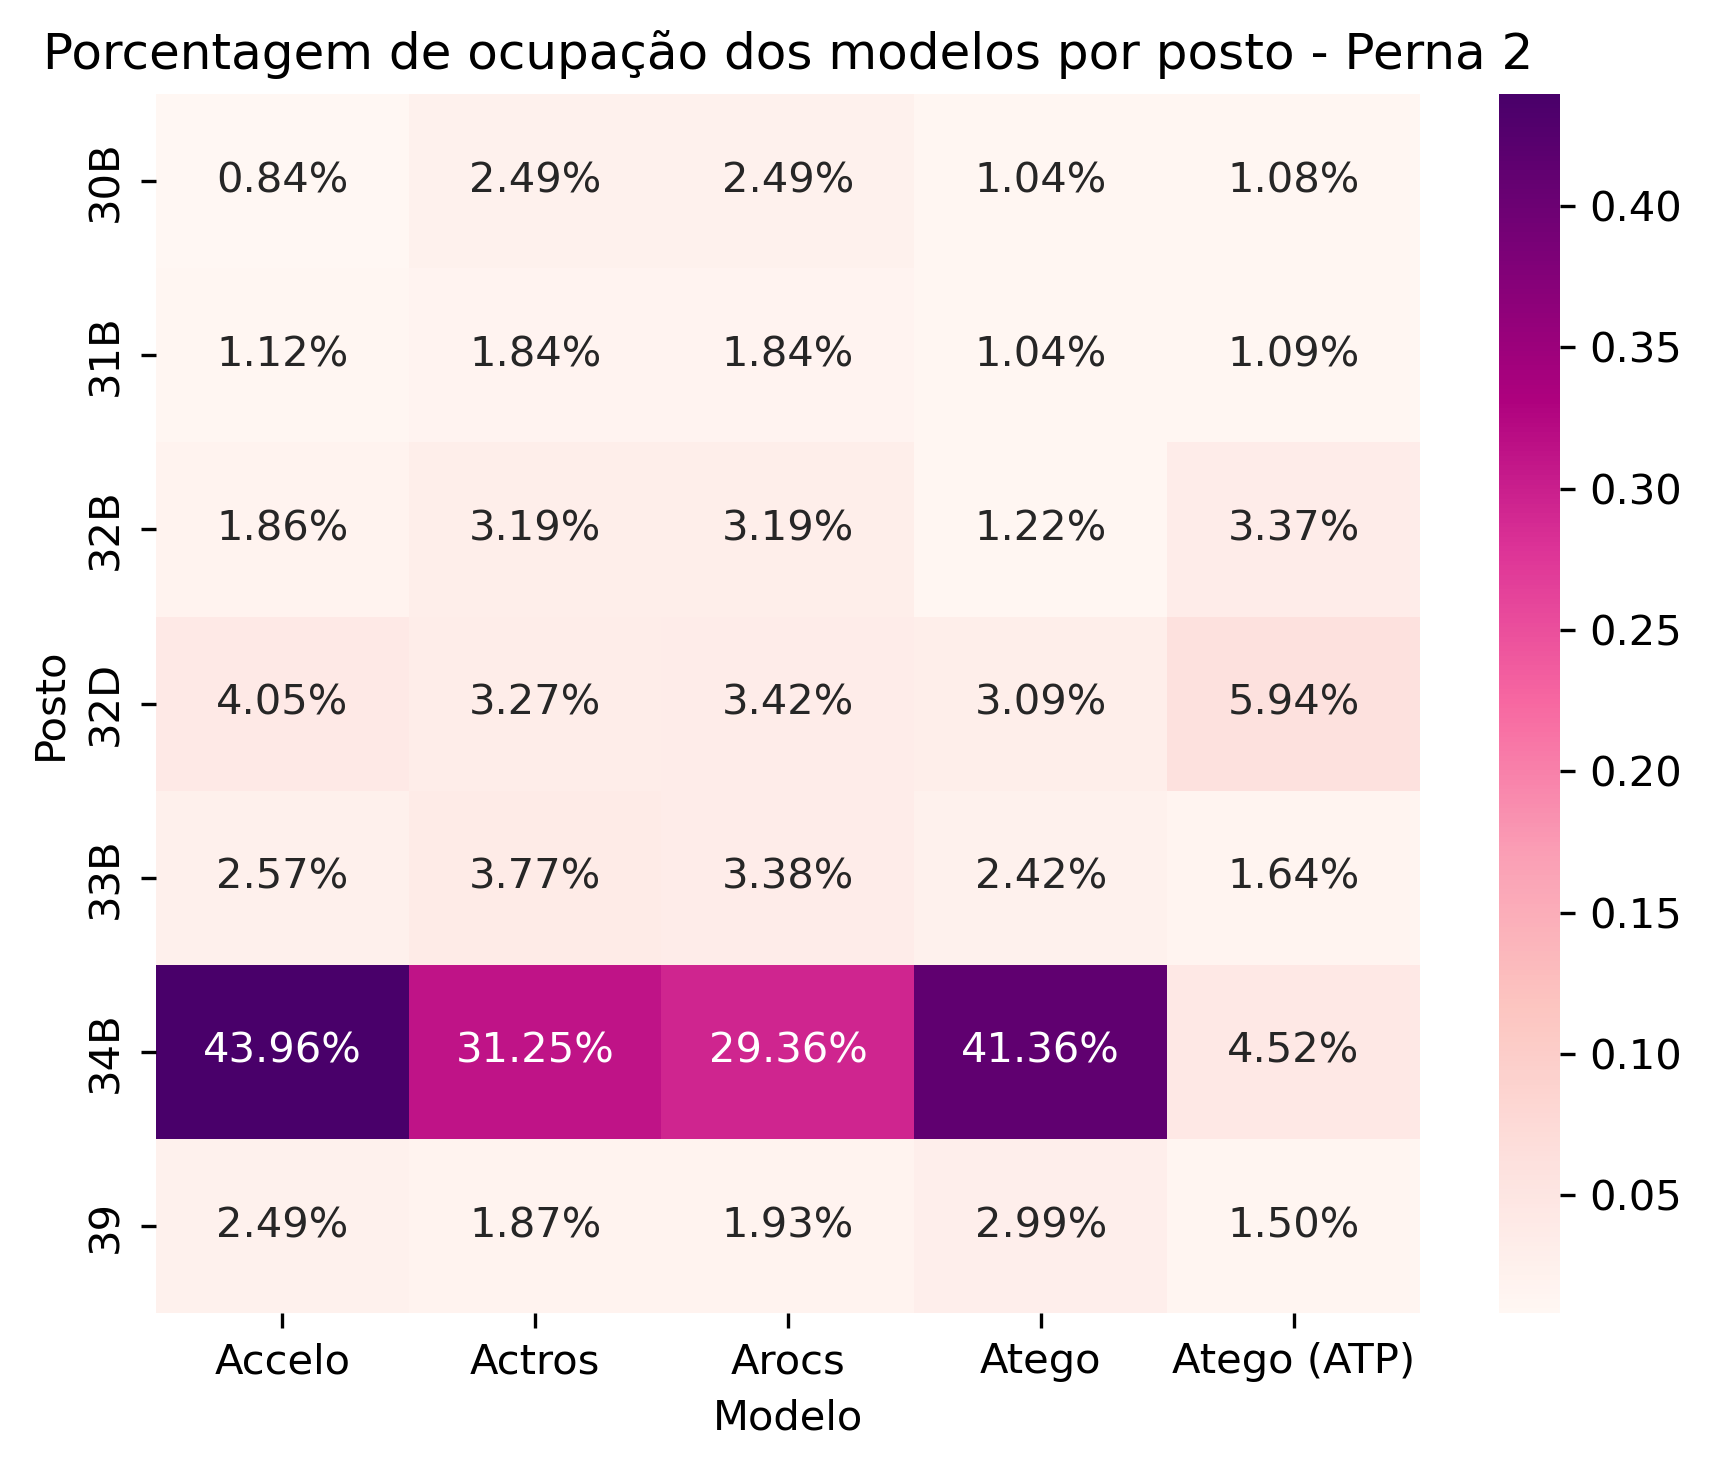 Porcentagem de ocupação dos modelos por posto - Perna 2
Posto
30B 0.84% 2.49% 2.49% 1.04% 1.08%
31B 1.12% 1.84% 1.84% 1.04% 1.09%
32B 1.86% 3.19% 3.19% 1.22% 3.37%
32D 4.05% 3.27% 3.42% 3.09% 5.94%
33B 2.57% 3.77% 3.38% 2.42% 1.64%
34B 43.96% 31.25% 29.36% 41.36% 4.52%
39 2.49% 1.87% 1.93% 2.99% 1.50%
Accelo Actros Arocs Atego Atego (ATP)
Modelo
0.40
0.35
0.30
0.25
0.20
0.15
0.10
0.05